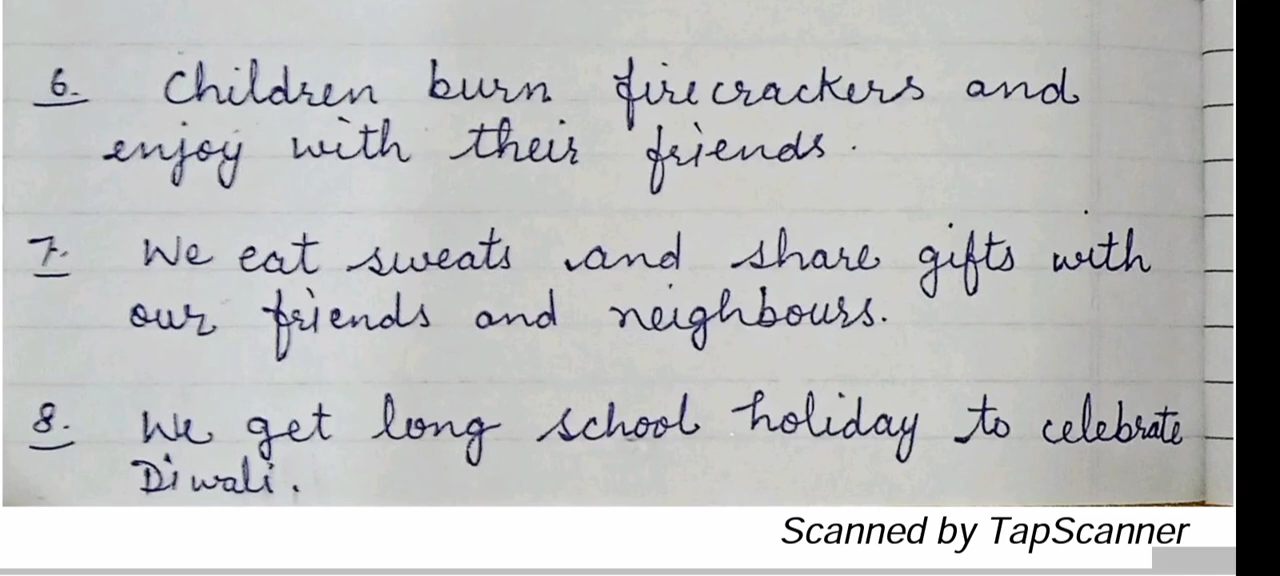 6. Children burn firecrackers and
enjoy with their friends.
7. We eat sweats and share gifts with
our friends and neighbours.
8. We get long school holiday to celebrate
Diwali.
Scanned by TapScanner